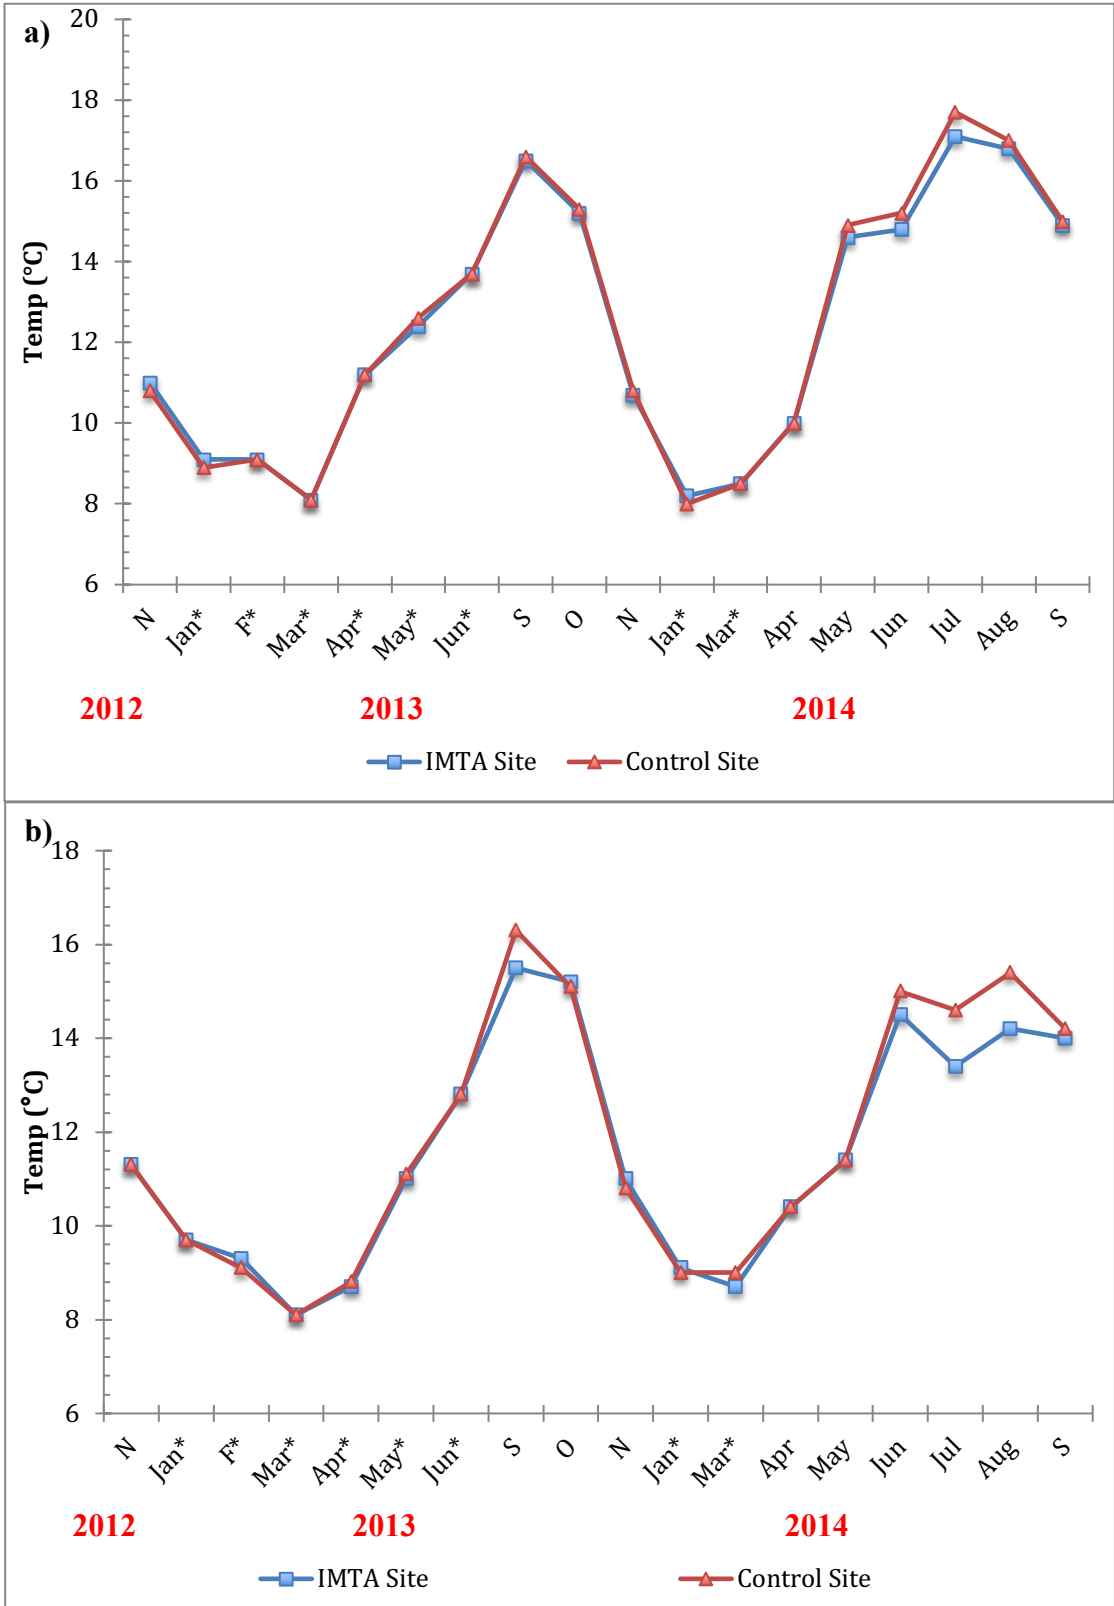 a)
20
18
16
14
12
10
8
6
Temp (°C)
N Jan* F* Mar* Apr* May* Jun* S O N Jan* Mar* Apr May Jun Jul Aug S
2012 2013 2014
IMTA Site Control Site
b)
18
16
14
12
10
8
6
Temp (°C)
N Jan* F* Mar* Apr* May* Jun* S O N Jan* Mar* Apr May Jun Jul Aug S
2012 2013 2014
IMTA Site Control Site